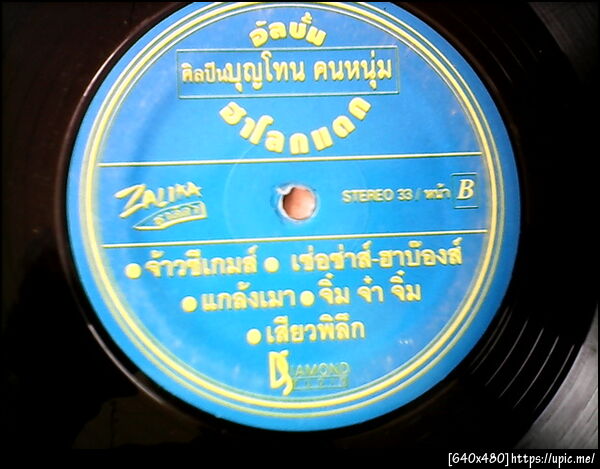 อัลบั้ม
ศิลปินบุญโทน คนหนุ่ม
ฮาโลกแตก
ZALIMA
STEREO 33 / หน้า B
● จ้าวซีเกมส์ ● เช่อช่าส์-ฮาบ๊องส์
● แกล้งเมา ● จิ๋ม จ๋า จิ๋ม
● เสียวพิลึก
DIAMOND
[640x480] https://upic.me/